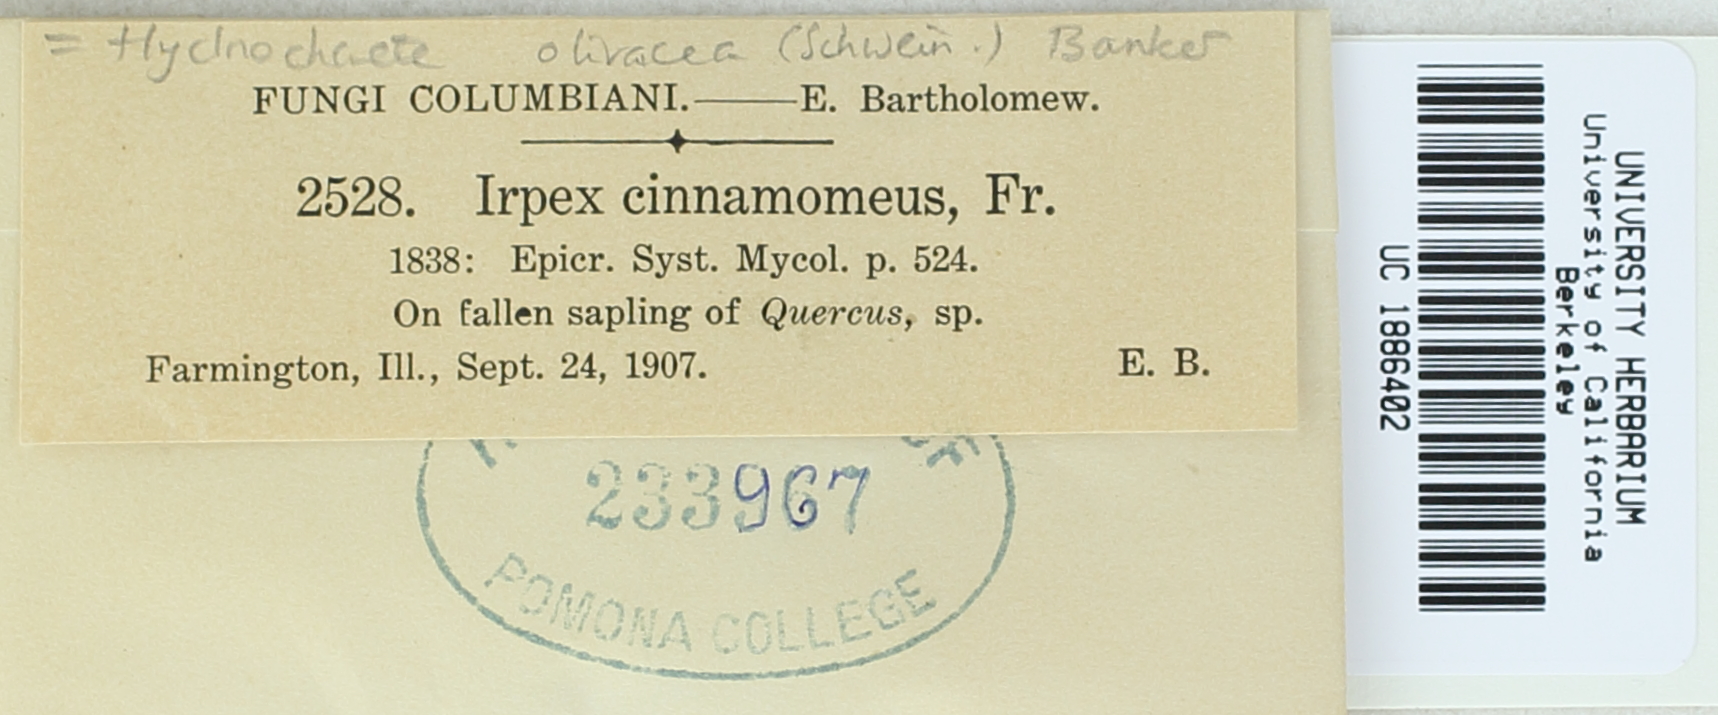 = Hydnochaete olivacea (Schwein.) Banker
FUNGI COLUMBIANI.——E. Bartholomew.
2528. Irpex cinnamomeus, Fr.
1838: Epicr. Syst. Mycol. p. 524.
On fallen sapling of Quercus, sp.
Farmington, Ill., Sept. 24, 1907. E. B.
233967
POMONA COLLEGE
UNIVERSITY HERBARIUM
University of California
Berkeley
UC 1886402